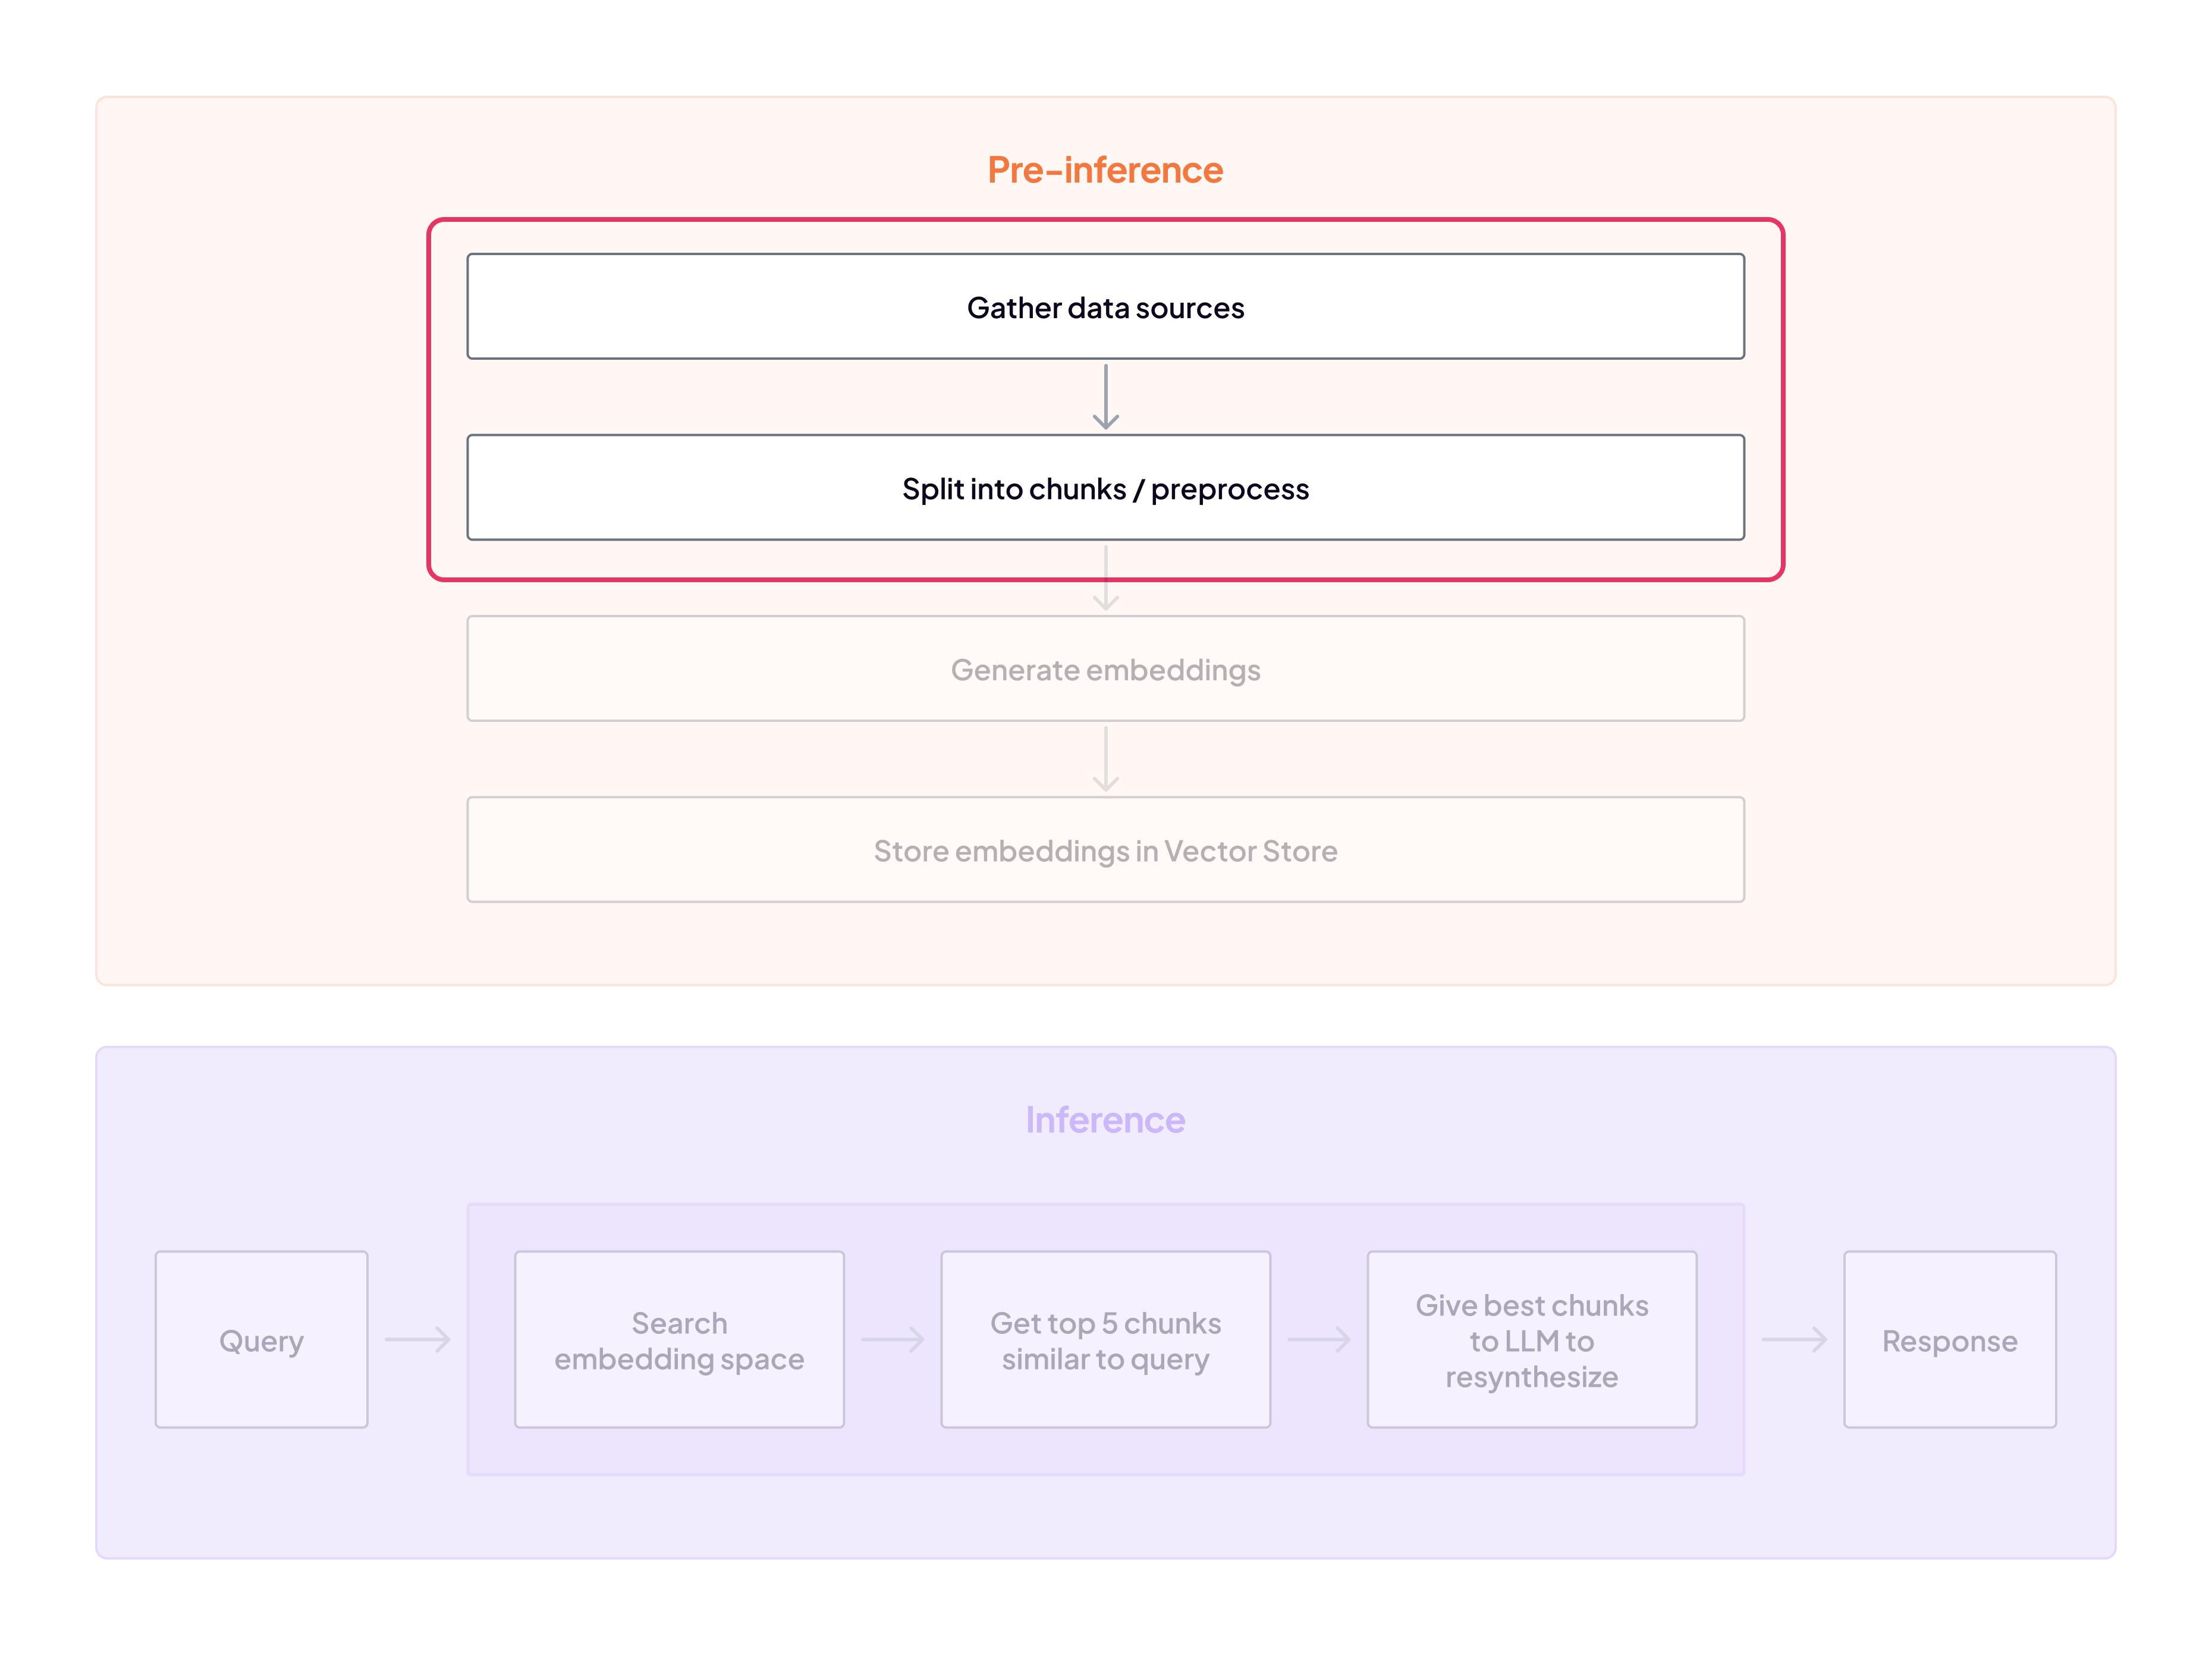 Pre-inference
Gather data sources
Split into chunks / preprocess
Generate embeddings
Store embeddings in Vector Store
Inference
Query
Search
embedding space
Get top 5 chunks
similar to query
Give best chunks
to LLM to
resynthesize
Response